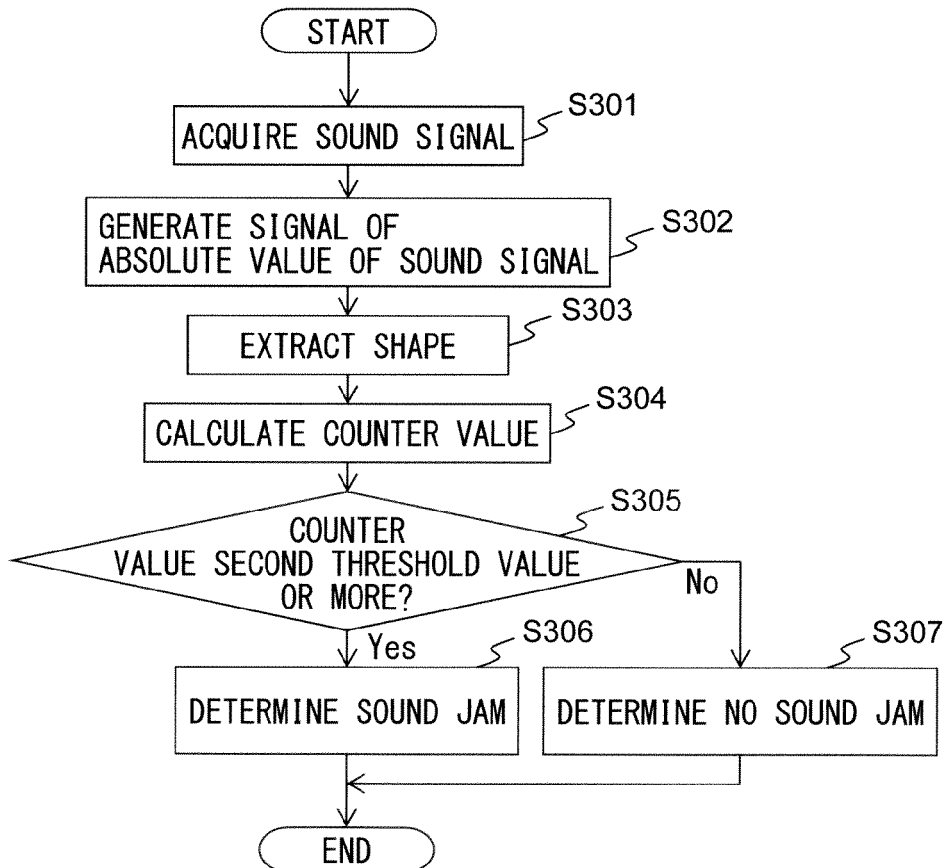 START
S301
ACQUIRE SOUND SIGNAL
S302
GENERATE SIGNAL OF
ABSOLUTE VALUE OF SOUND SIGNAL
S303
EXTRACT SHAPE
S304
CALCULATE COUNTER VALUE
S305
COUNTER
VALUE SECOND THRESHOLD VALUE
OR MORE?
No
Yes
S306
DETERMINE SOUND JAM
S307
DETERMINE NO SOUND JAM
END